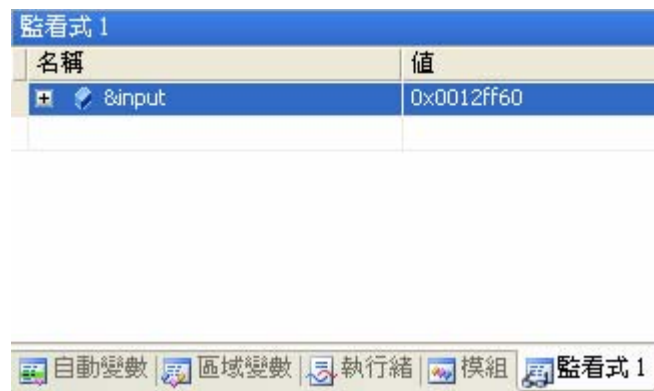 監看式 1
名稱 值
&input 0x0012ff60
自動變數 區域變數 執行緒 模組 監看式 1